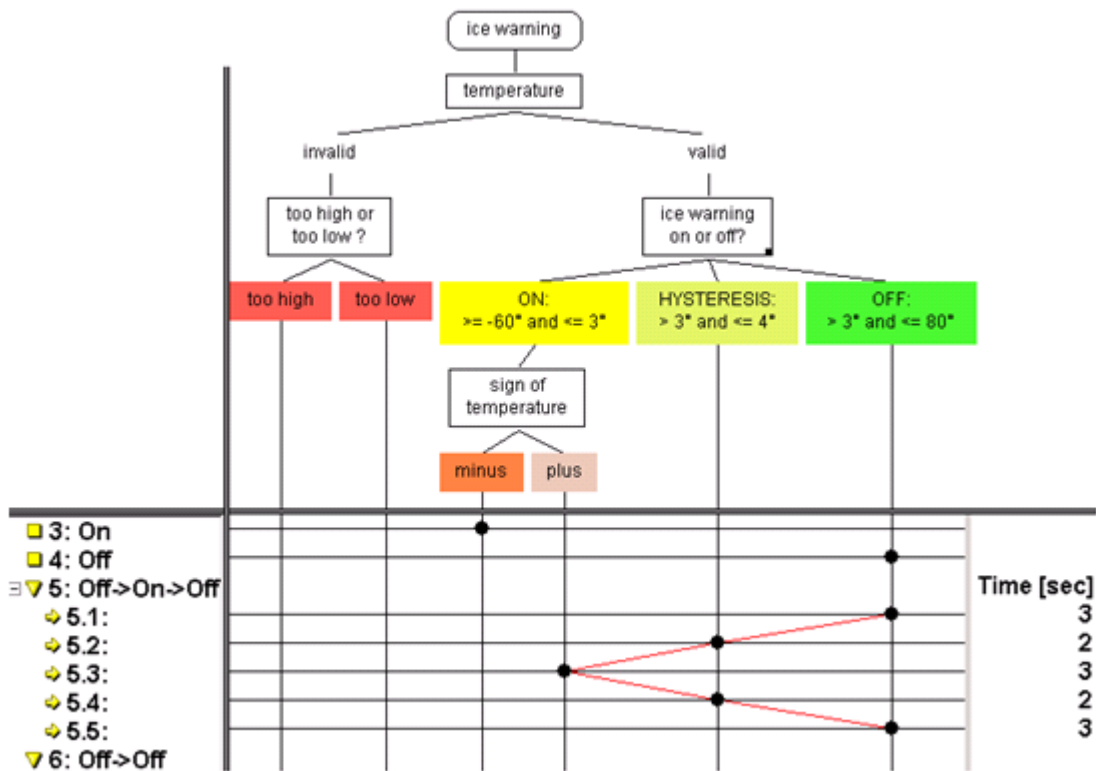 ice warning
temperature
invalid
valid
too high or
too low ?
ice warning
on or off?
too high
too low
ON:
>= -60° and <= 3°
HYSTERESIS:
> 3° and <= 4°
OFF:
> 3° and <= 80°
sign of
temperature
minus
plus
3: On
4: Off
5: Off->On->Off
Time [sec]
5.1:
3
5.2:
2
5.3:
3
5.4:
2
5.5:
3
6: Off->Off